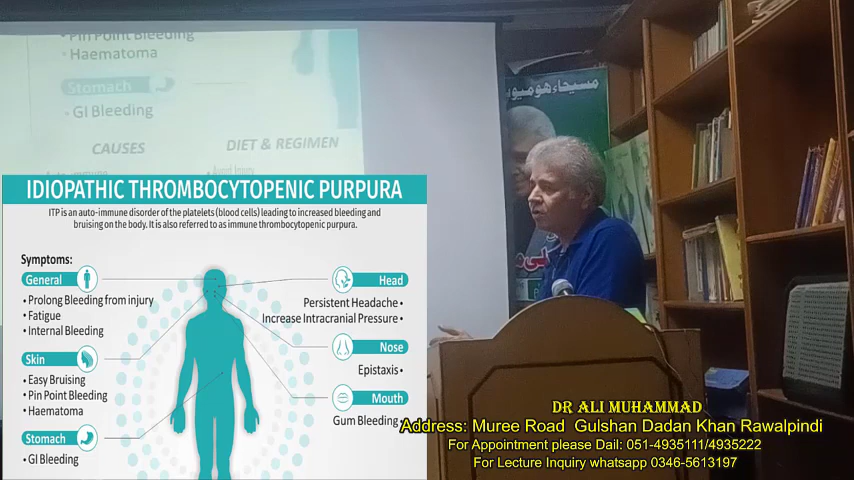 Pin Point Bleeding
• Haematoma
Stomach
• GI Bleeding
CAUSES
DIET & REGIMEN
IDIOPATHIC THROMBOCYTOPENIC PURPURA
ITP is an auto-immune disorder of the platelets (blood cells) leading to increased bleeding and
bruising on the body. It is also referred to as immune thrombocytopenic purpura.
Symptoms:
General
• Prolong Bleeding from injury
• Fatigue
• Internal Bleeding
Skin
• Easy Bruising
• Pin Point Bleeding
• Haematoma
Stomach
• GI Bleeding
Head
Persistent Headache •
Increase Intracranial Pressure •
Nose
Epistaxis •
Mouth
Gum Bleeding •
مسیحاء ہومیو
DR ALI MUHAMMAD
Address: Muree Road Gulshan Dadan Khan Rawalpindi
For Appointment please Dail: 051-4935111/4935222
For Lecture Inquiry whatsapp 0346-5613197